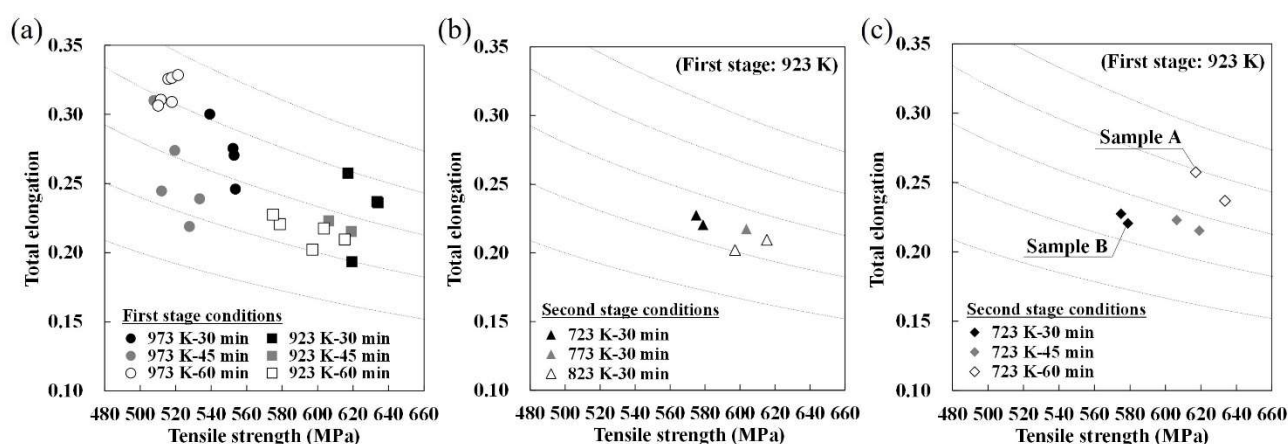 (a)
0.35
0.30
0.25
0.20
0.15
0.10
Total elongation
First stage conditions
973 K-30 min
923 K-30 min
973 K-45 min
923 K-45 min
973 K-60 min
923 K-60 min
480 500 520 540 560 580 600 620 640 660
Tensile strength (MPa)
(b)
(First stage: 923 K)
0.35
0.30
0.25
0.20
0.15
0.10
Total elongation
Second stage conditions
723 K-30 min
773 K-30 min
823 K-30 min
480 500 520 540 560 580 600 620 640 660
Tensile strength (MPa)
(c)
(First stage: 923 K)
0.35
0.30
0.25
0.20
0.15
0.10
Total elongation
Sample A
Sample B
Second stage conditions
723 K-30 min
723 K-45 min
723 K-60 min
480 500 520 540 560 580 600 620 640 660
Tensile strength (MPa)